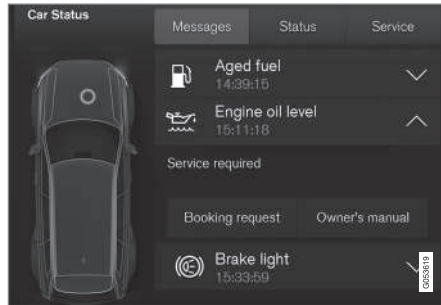 Car Status
Messages Status Service
Aged fuel
14:39:15
Engine oil level
15:11:18
Service required
Booking request Owner's manual
Brake light
15:33:59
G053619